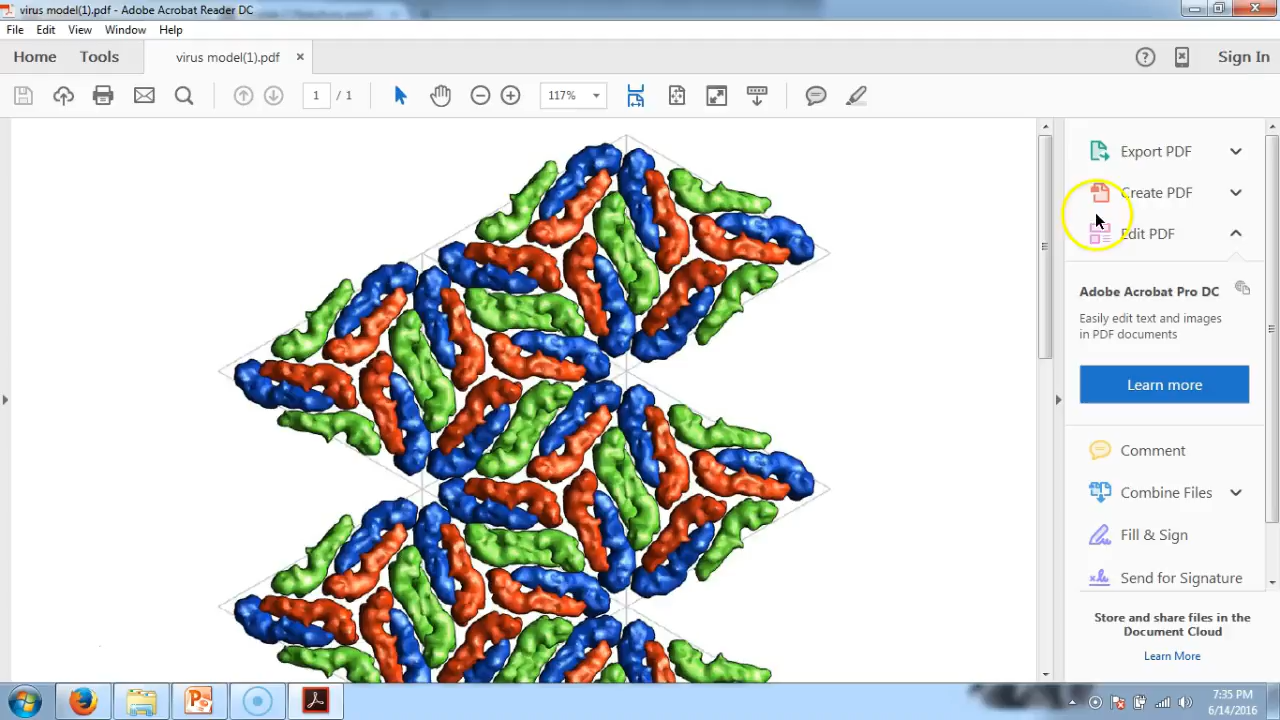 virus model(1).pdf - Adobe Acrobat Reader DC
File Edit View Window Help
Home Tools virus model(1).pdf × Sign In
1 / 1 117%
Export PDF
Create PDF
Edit PDF
Adobe Acrobat Pro DC
Easily edit text and images
in PDF documents
Learn more
Comment
Combine Files
Fill & Sign
Send for Signature
Store and share files in the
Document Cloud
Learn More
7:35 PM
6/14/2016